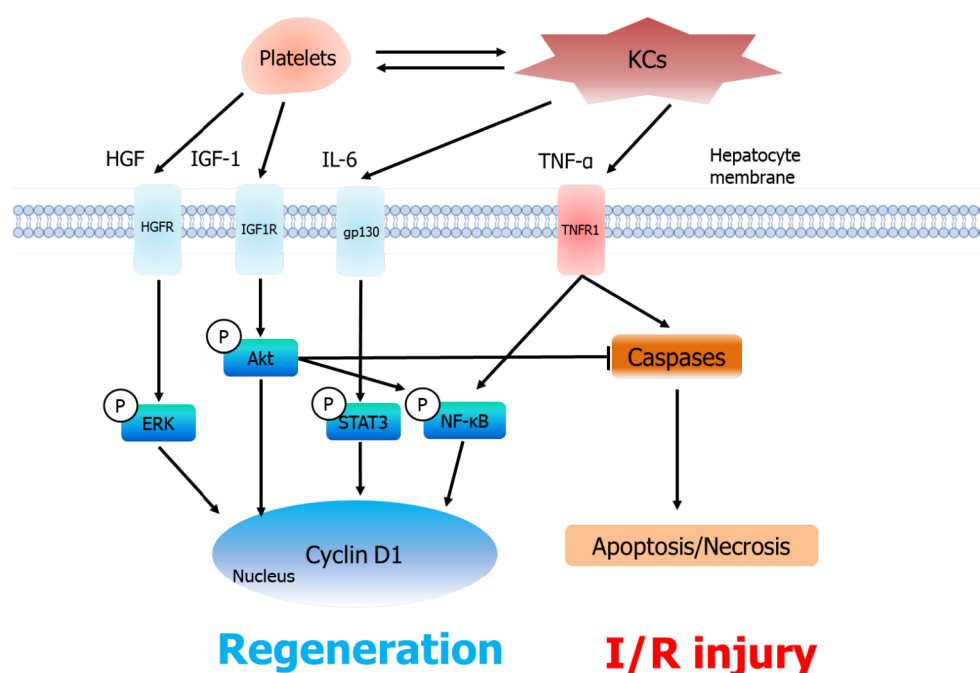 Platelets
KCs
HGF
IGF-1
IL-6
TNF-α
Hepatocyte
membrane
HGFR
IGF1R
gp130
TNFR1
P
Akt
Caspases
P
ERK
P
STAT3
P
NF-κB
Cyclin D1
Nucleus
Apoptosis/Necrosis
Regeneration
I/R injury